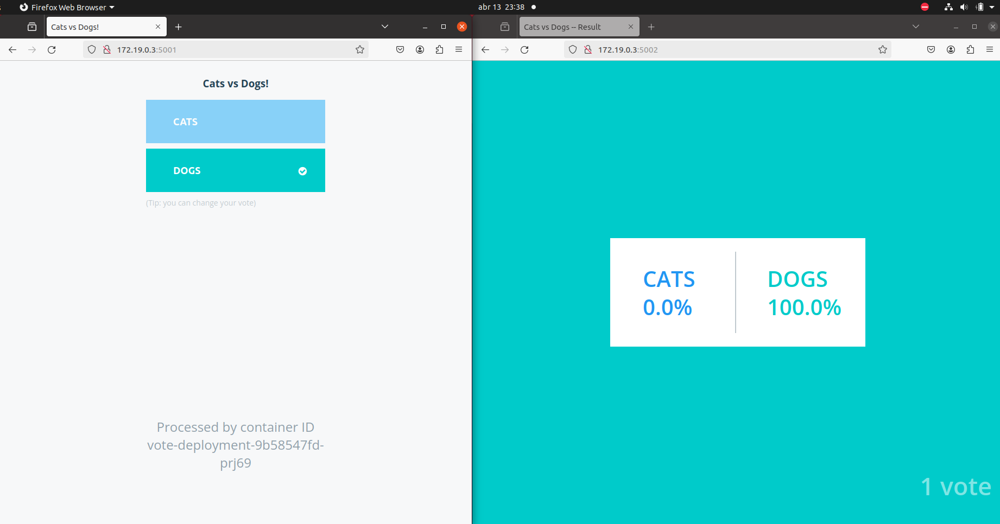 Firefox Web Browser
abr 13 23:38
Cats vs Dogs!
172.19.0.3:5001
Cats vs Dogs!
CATS
DOGS
(Tip: you can change your vote)
Processed by container ID
vote-deployment-9b58547fd-
prj69
Cats vs Dogs -- Result
172.19.0.3:5002
CATS
0.0%
DOGS
100.0%
1 vote